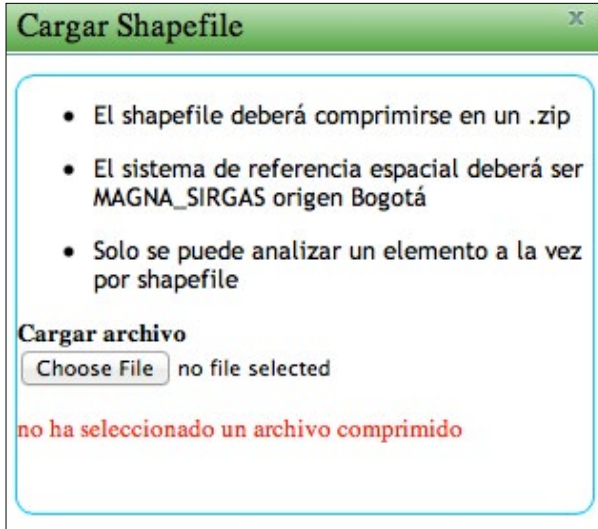 Cargar Shapefile
x
• El shapefile deberá comprimirse en un .zip
• El sistema de referencia espacial deberá ser
MAGNA_SIRGAS origen Bogotá
• Solo se puede analizar un elemento a la vez
por shapefile
Cargar archivo
Choose File no file selected
no ha seleccionado un archivo comprimido